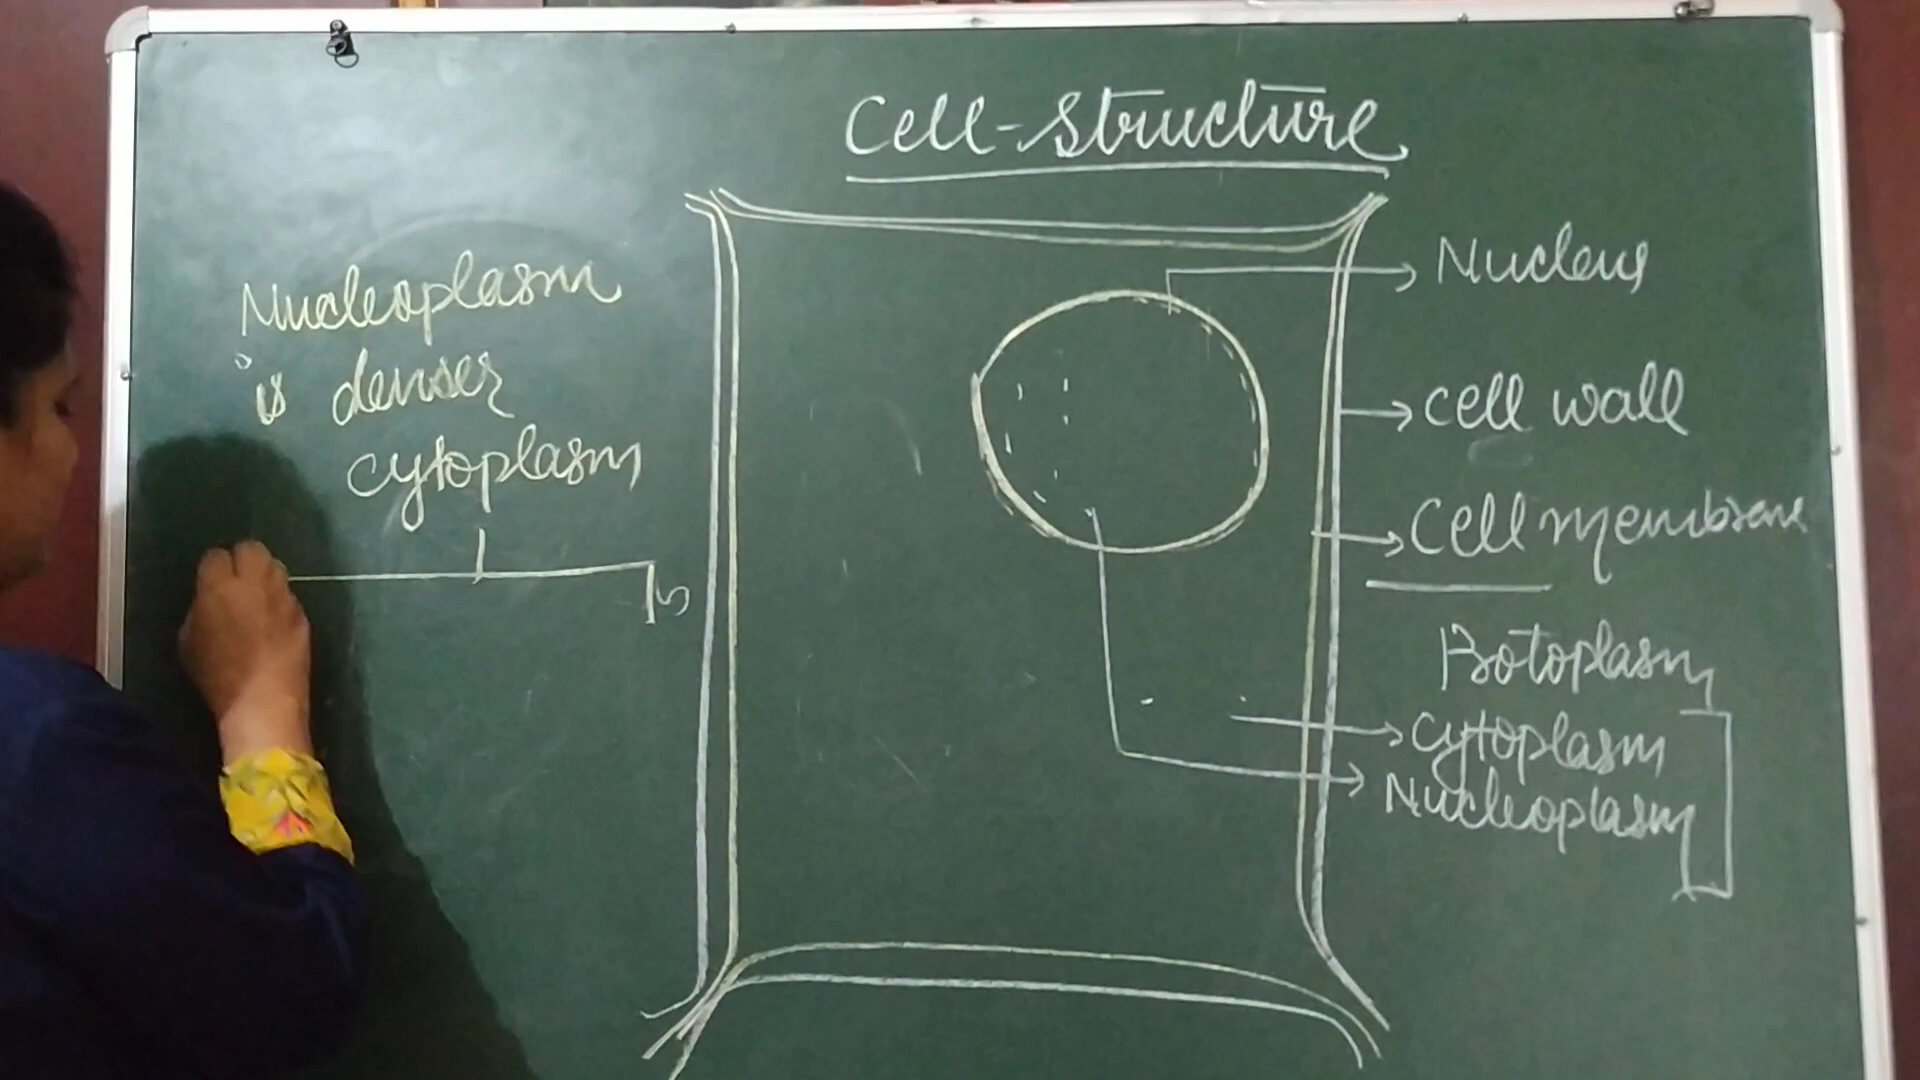 Cell-Structure
Nucleoplasm
is denser
cytoplasm
Nucleus
cell wall
Cell membrane
Protoplasm
Cytoplasm
Nucleoplasm